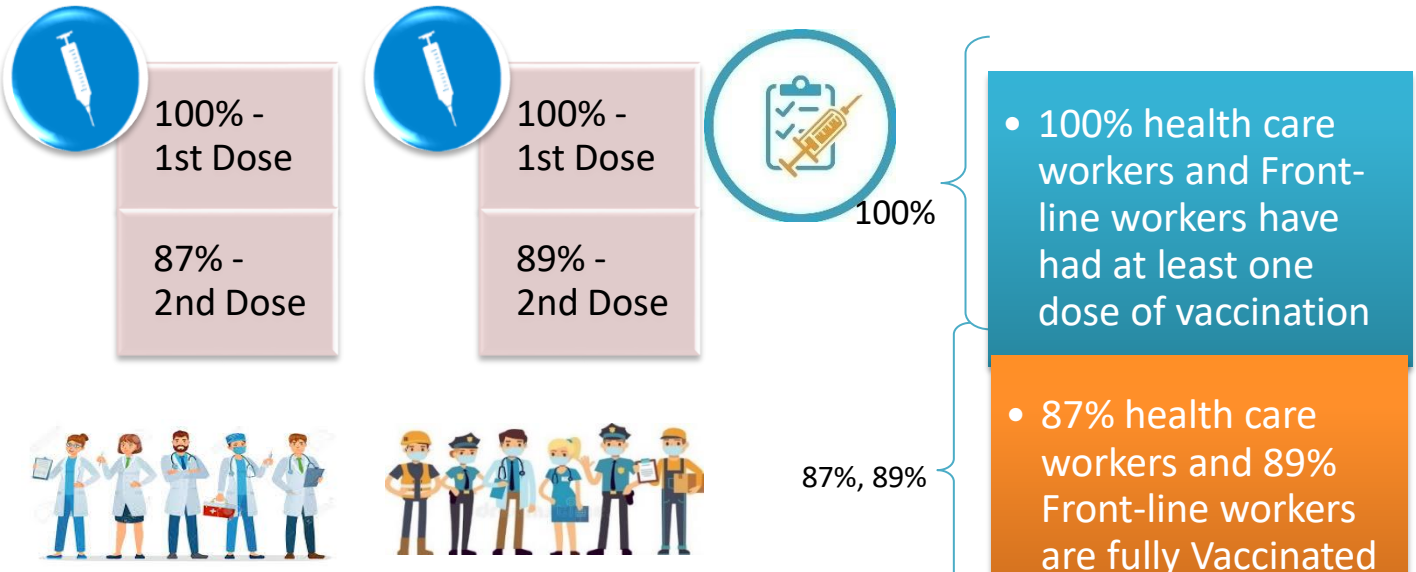 100% -
1st Dose
87% -
2nd Dose
100% -
1st Dose
89% -
2nd Dose
100%
87%, 89%
• 100% health care
workers and Front-
line workers have
had at least one
dose of vaccination
• 87% health care
workers and 89%
Front-line workers
are fully Vaccinated